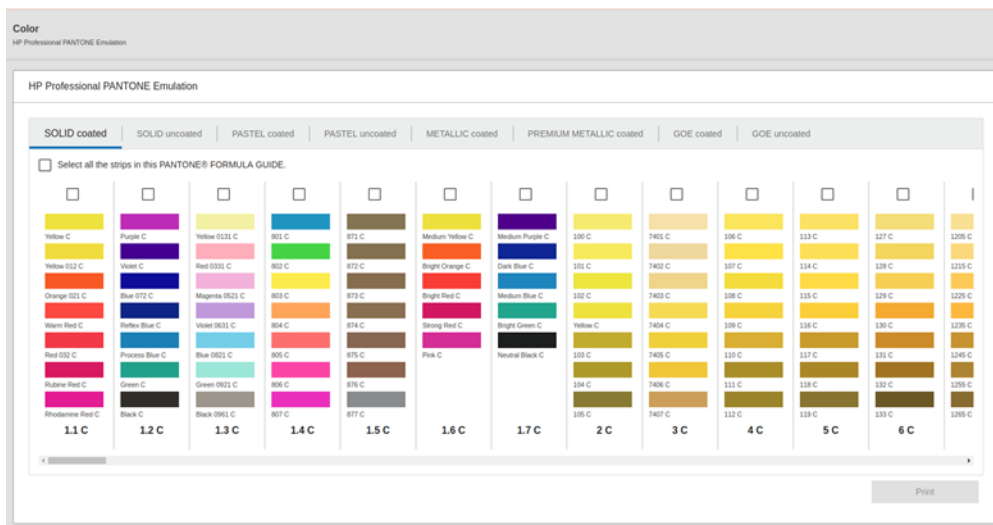 Color
HP Professional PANTONE Emulation
HP Professional PANTONE Emulation
SOLID coated SOLID uncoated PASTEL coated PASTEL uncoated METALLIC coated PREMIUM METALLIC coated GOE coated GOE uncoated
Select all the strips in this PANTONE® FORMULA GUIDE.
Yellow C Purple C Yellow 0131 C 801 C 871 C Medium Yellow C Medium Purple C 100 C 7401 C 106 C 113 C 127 C 1205 C
Yellow 012 C Violet C Red 0331 C 802 C 872 C Bright Orange C Dark Blue C 101 C 7402 C 107 C 114 C 128 C 1215 C
Orange 021 C Blue 072 C Magenta 0521 C 803 C 873 C Bright Red C Medium Blue C 102 C 7403 C 108 C 115 C 129 C 1225 C
Warm Red C Reflex Blue C Violet 0631 C 804 C 874 C Strong Red C Bright Green C Yellow C 7404 C 109 C 116 C 130 C 1235 C
Red 032 C Process Blue C Blue 0821 C 805 C 875 C Pink C Neutral Black C 103 C 7405 C 110 C 117 C 131 C 1245 C
Rubine Red C Green C Green 0921 C 806 C 876 C 104 C 7406 C 111 C 118 C 132 C 1255 C
Rhodamine Red C Black C Black 0961 C 807 C 877 C 105 C 7407 C 112 C 119 C 133 C 1265 C
1.1 C 1.2 C 1.3 C 1.4 C 1.5 C 1.6 C 1.7 C 2 C 3 C 4 C 5 C 6 C
Print